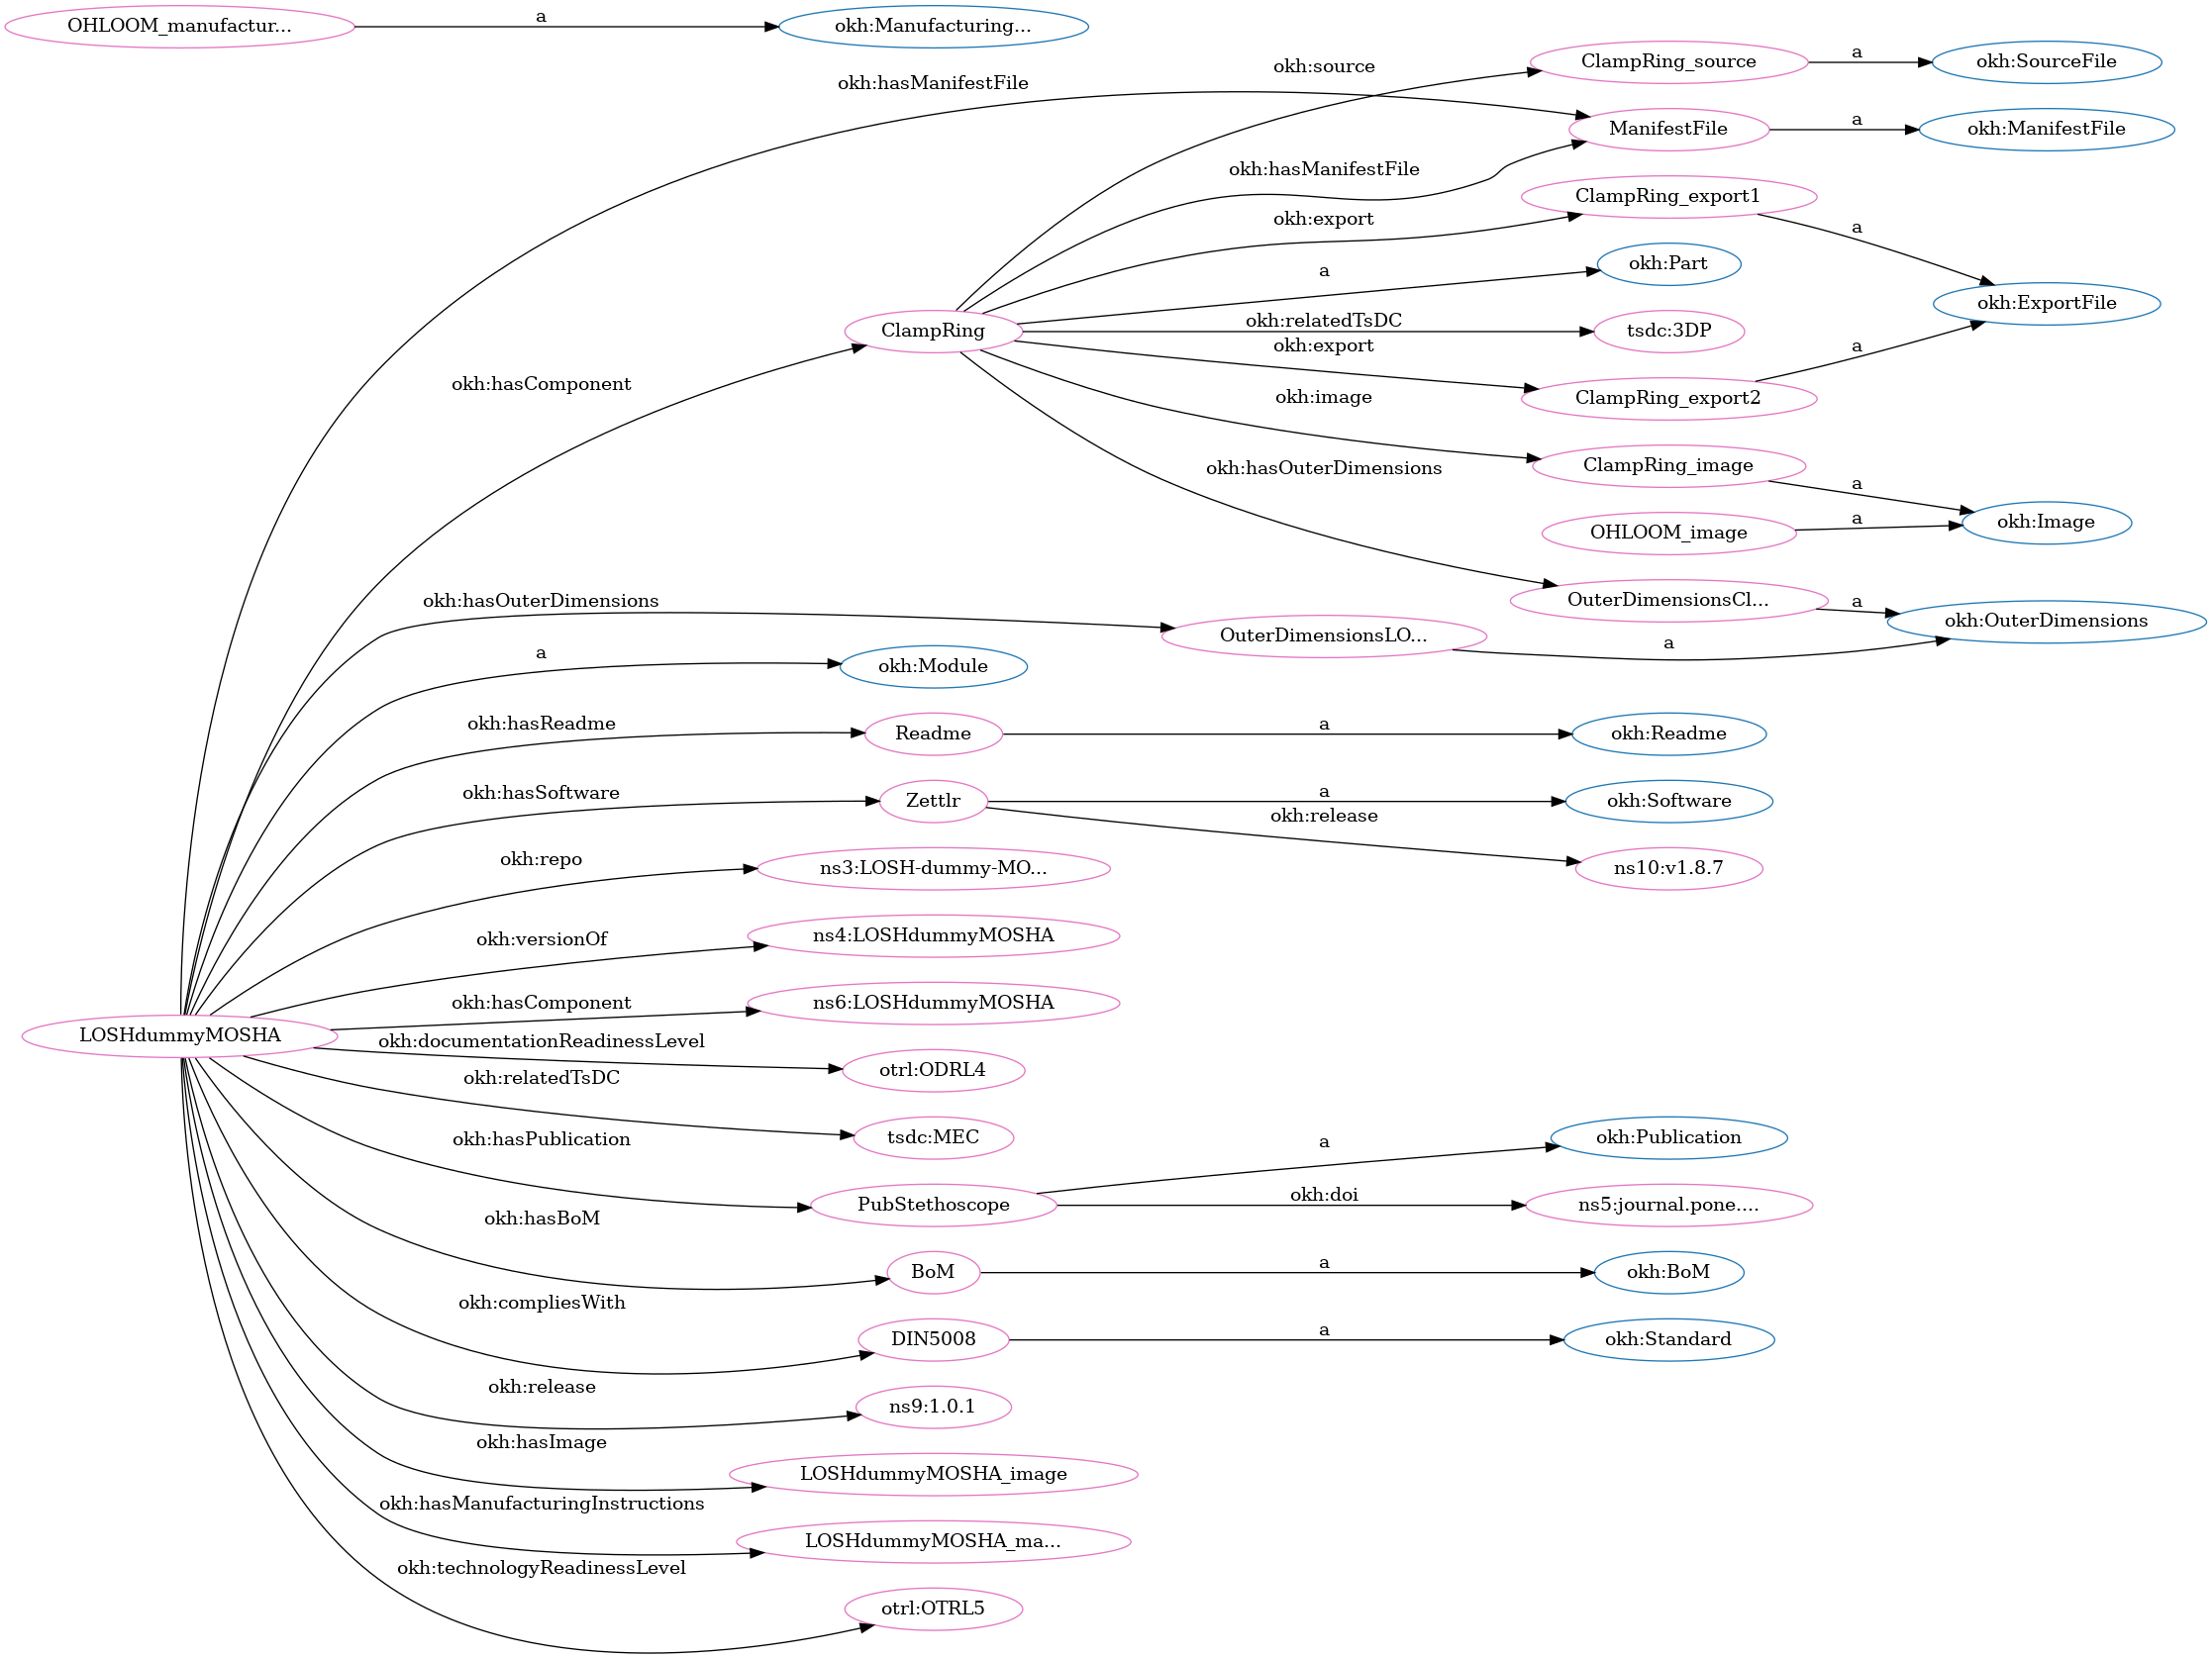 OHLOOM_manufactur...
a
okh:Manufacturing...
okh:source
ClampRing_source
a
okh:SourceFile
okh:hasManifestFile
ManifestFile
a
okh:ManifestFile
okh:hasManifestFile
ClampRing_export1
a
okh:export
okh:Part
a
okh:ExportFile
ClampRing
okh:relatedTsDC
tsdc:3DP
okh:export
a
okh:hasComponent
okh:image
ClampRing_export2
okh:hasOuterDimensions
ClampRing_image
a
okh:Image
OHLOOM_image
a
okh:hasOuterDimensions
OuterDimensionsCl...
a
okh:OuterDimensions
OuterDimensionsLO...
a
a
okh:Module
okh:hasReadme
Readme
a
okh:Readme
okh:hasSoftware
Zettlr
a
okh:Software
okh:release
okh:repo
ns3:LOSH-dummy-MO...
ns10:v1.8.7
okh:versionOf
ns4:LOSHdummyMOSHA
okh:hasComponent
ns6:LOSHdummyMOSHA
LOSHdummyMOSHA
okh:documentationReadinessLevel
otrl:ODRL4
okh:relatedTsDC
okh:hasPublication
tsdc:MEC
a
okh:Publication
PubStethoscope
okh:doi
ns5:journal.pone....
okh:hasBoM
BoM
a
okh:BoM
okh:compliesWith
DIN5008
a
okh:Standard
okh:release
ns9:1.0.1
okh:hasImage
LOSHdummyMOSHA_image
okh:hasManufacturingInstructions
LOSHdummyMOSHA_ma...
okh:technologyReadinessLevel
otrl:OTRL5